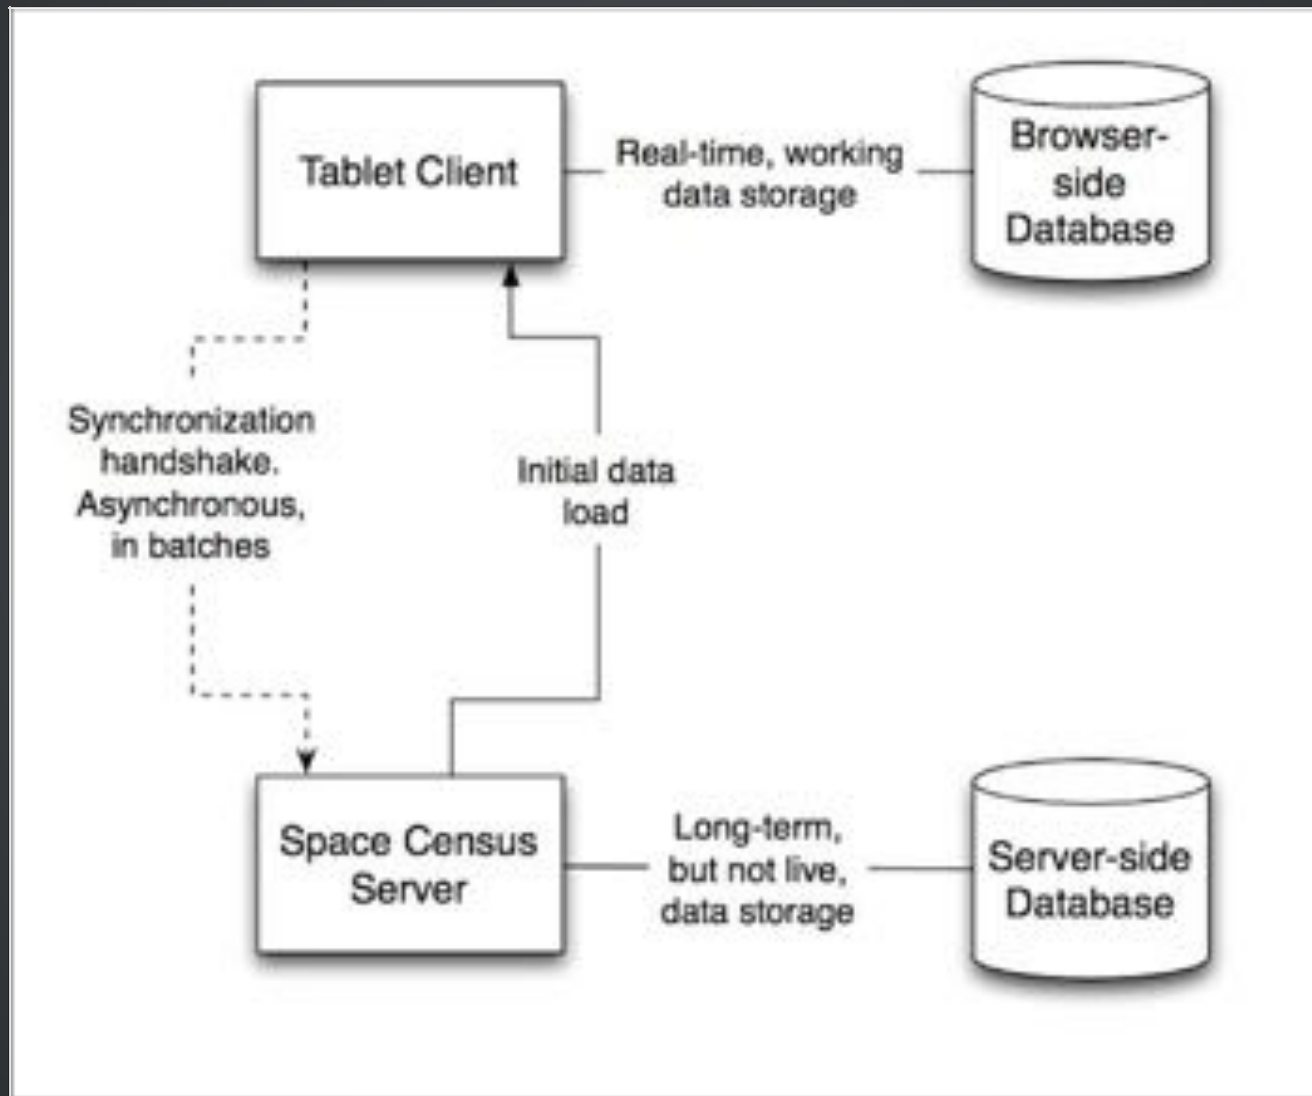 Tablet Client
Real-time, working
data storage
Browser-
side
Database
Synchronization
handshake.
Asynchronous,
in batches
Initial data
load
Space Census
Server
Long-term,
but not live,
data storage
Server-side
Database